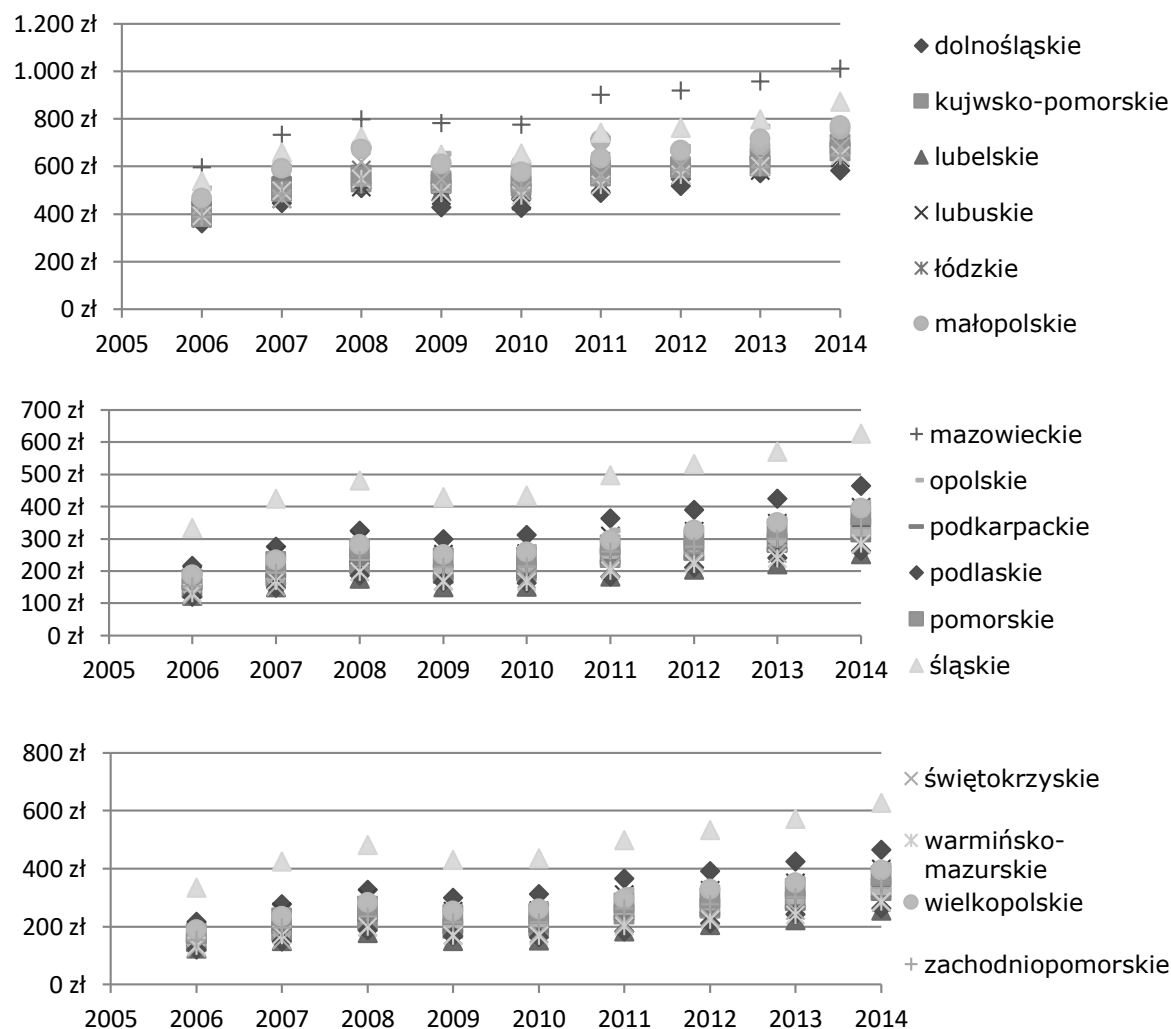 1.200 zł
1.000 zł
800 zł
600 zł
400 zł
200 zł
0 zł
2005 2006 2007 2008 2009 2010 2011 2012 2013 2014
dolnośląskie
kujwsko-pomorskie
lubelskie
lubuskie
łódzkie
małopolskie
700 zł
600 zł
500 zł
400 zł
300 zł
200 zł
100 zł
0 zł
2005 2006 2007 2008 2009 2010 2011 2012 2013 2014
mazowieckie
opolskie
podkarpackie
podlaskie
pomorskie
śląskie
800 zł
600 zł
400 zł
200 zł
0 zł
2005 2006 2007 2008 2009 2010 2011 2012 2013 2014
świętokrzyskie
warmińsko-
mazurskie
wielkopolskie
zachodniopomorskie